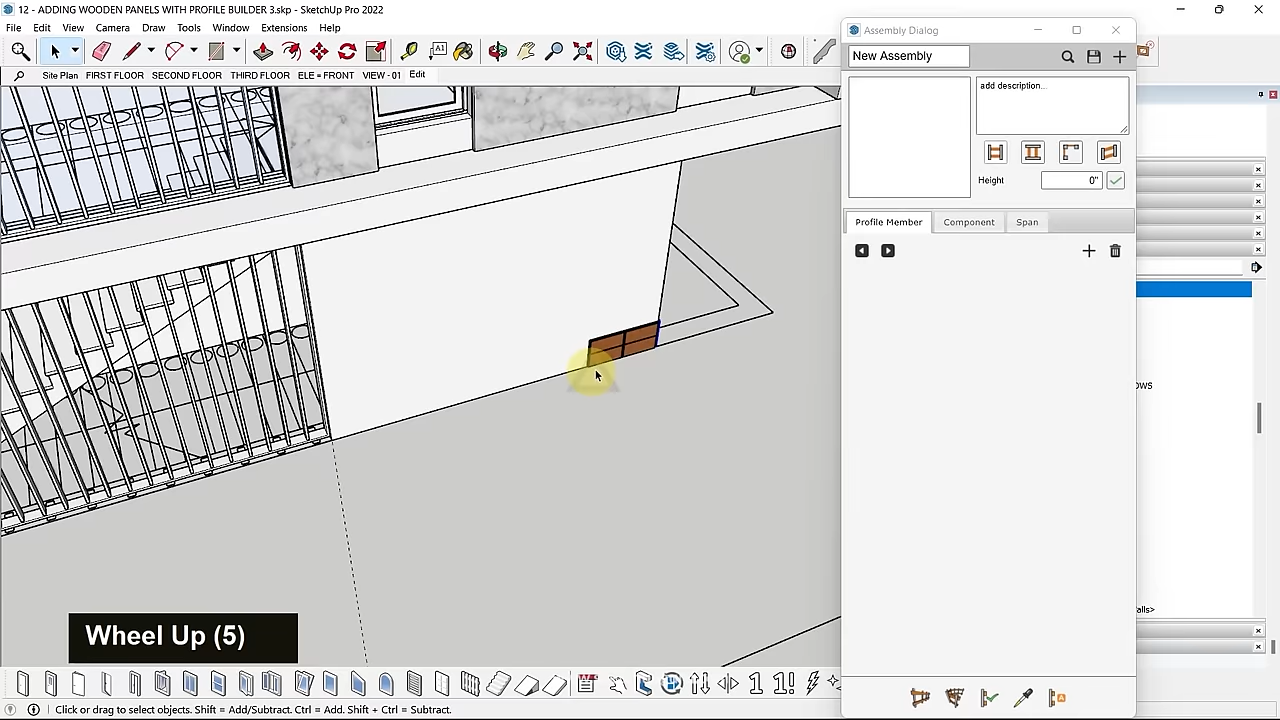 12 - ADDING WOODEN PANELS WITH PROFILE BUILDER 3.skp - SketchUp Pro 2022
File Edit View Camera Draw Tools Window Extensions Help
Site Plan FIRST FLOOR SECOND FLOOR THIRD FLOOR ELE = FRONT VIEW - 01 Edit
Assembly Dialog
New Assembly
add description...
Height 0"
Profile Member Component Span
OWS
alls>
Wheel Up (5)
Click or drag to select objects. Shift = Add/Subtract. Ctrl = Add. Shift + Ctrl = Subtract.